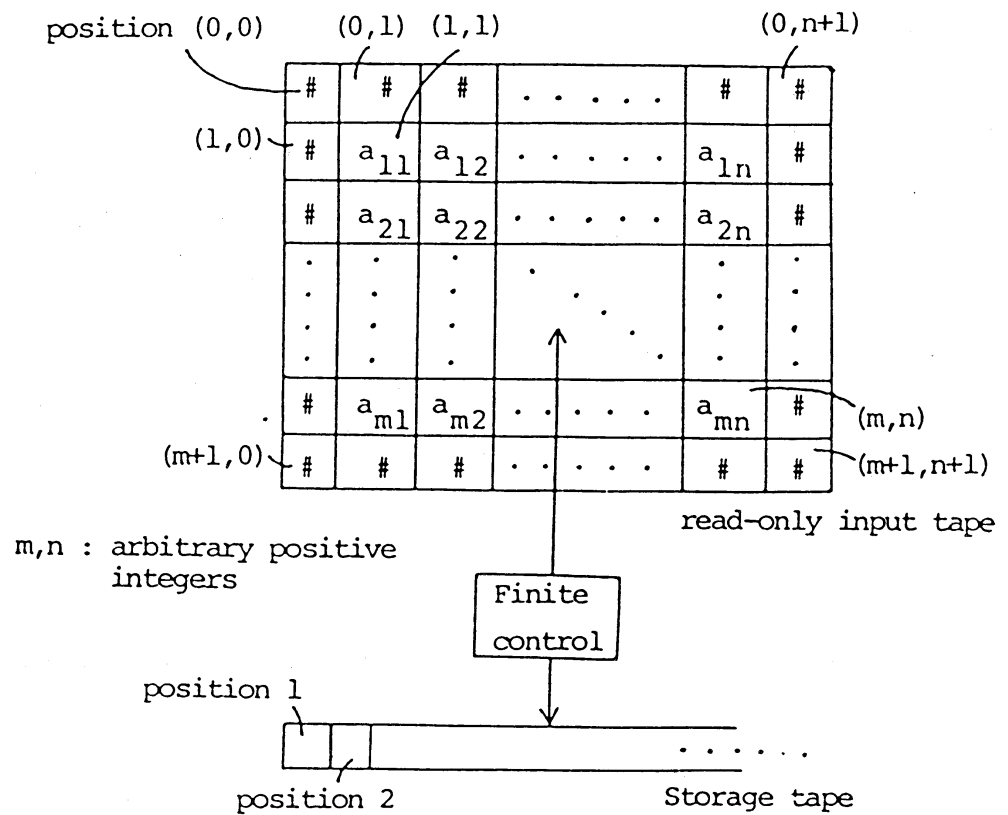 position (0,0) (0,1) (1,1) (0,n+1)
# # # . . . . . # #
(1,0) # a11 a12 . . . . . a1n #
# a21 a22 . . . . . a2n #
# am1 am2 . . . . . amn #
(m,n)
(m+1,0) # # # . . . . . # # (m+1,n+1)
read-only input tape
m,n : arbitrary positive
integers
Finite
control
position 1
. . . . . .
position 2
Storage tape